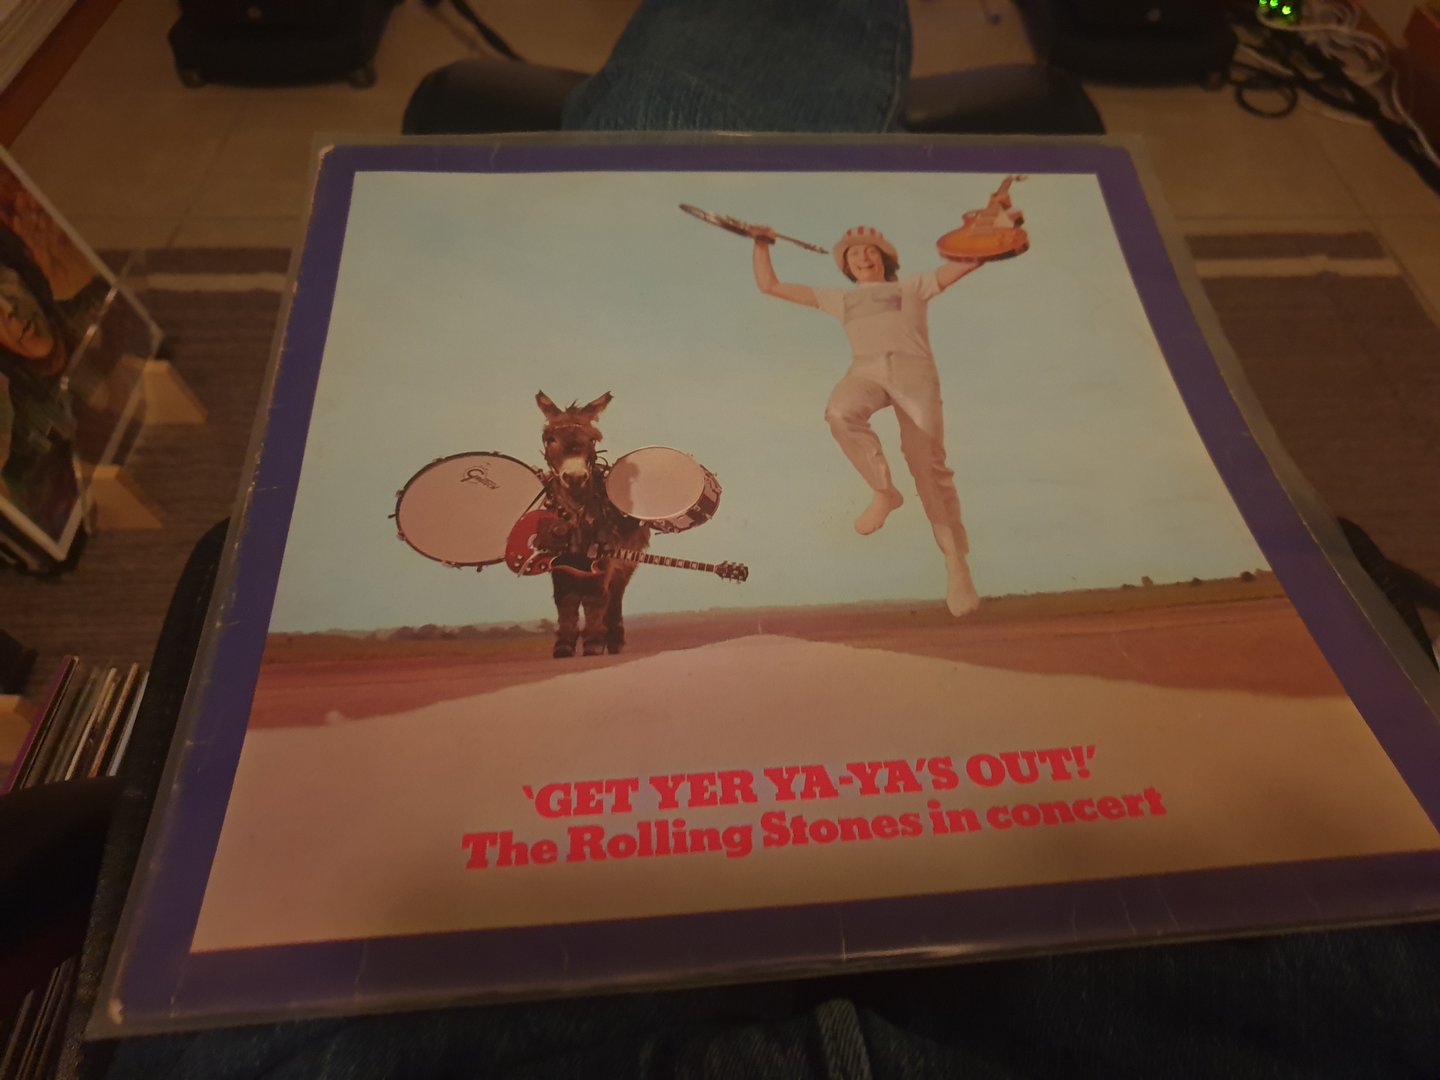 'GET YER YA-YA'S OUT!'
The Rolling Stones in concert